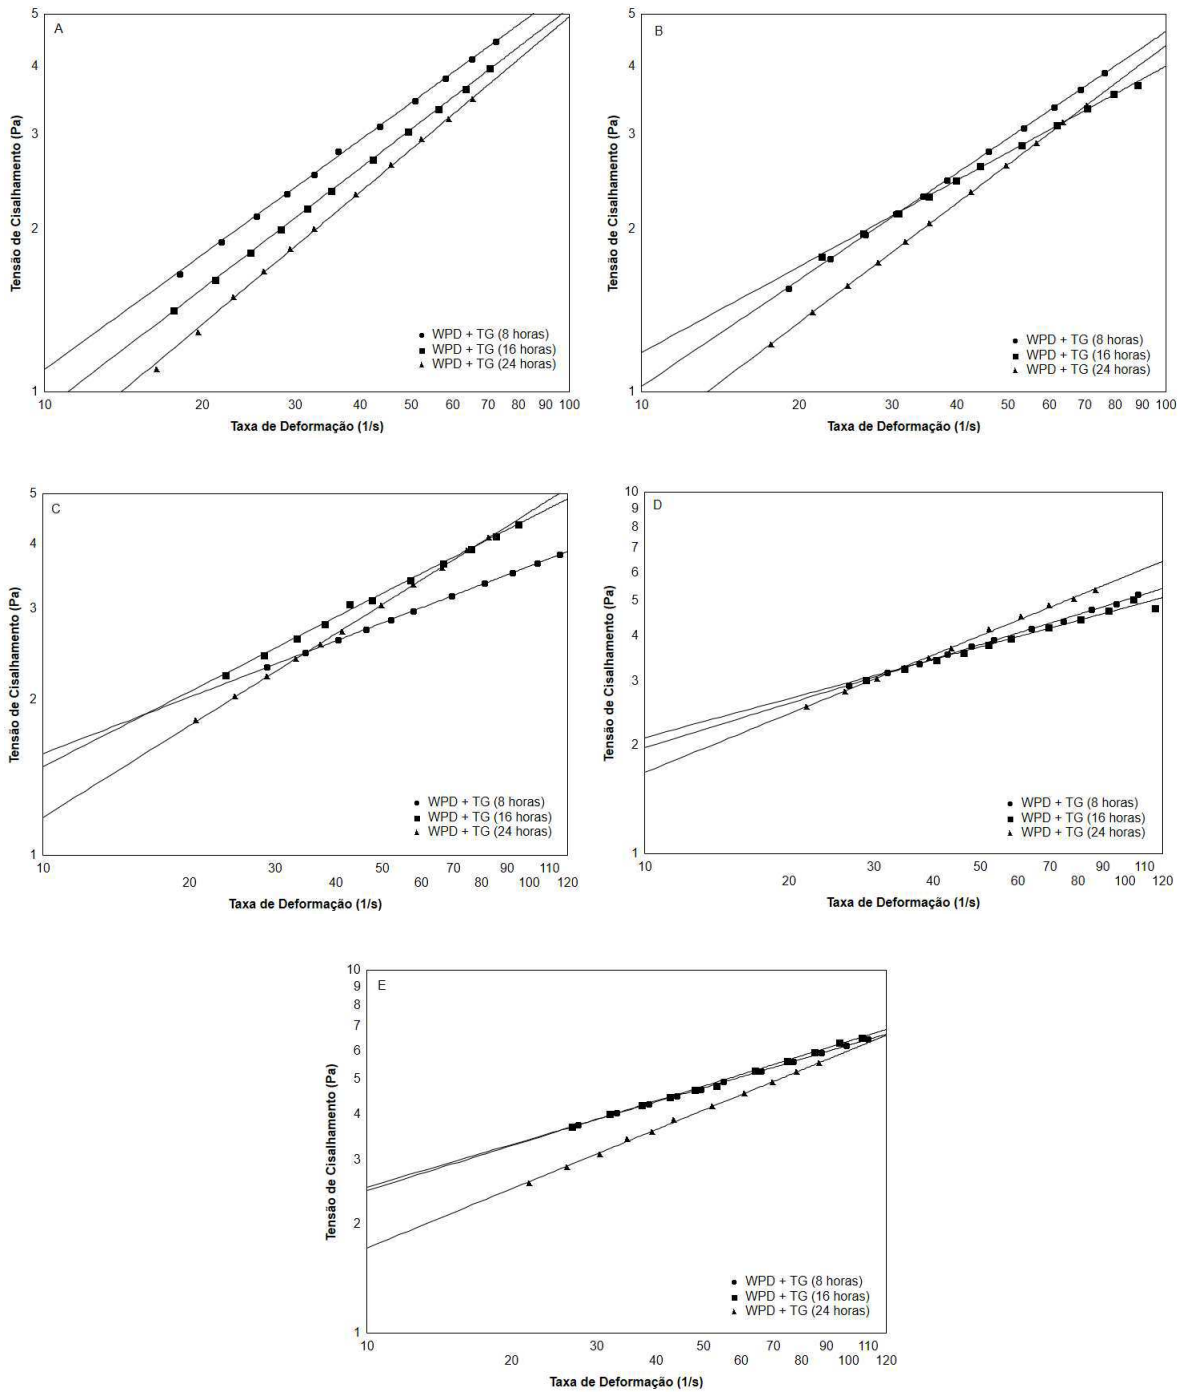 A
5
4
3
2
1
10 20 30 40 50 60 70 80 90 100
Tensão de Cisalhamento (Pa)
Taxa de Deformação (1/s)
WPD + TG (8 horas)
WPD + TG (16 horas)
WPD + TG (24 horas)
B
5
4
3
2
1
10 20 30 40 50 60 70 80 90 100
Tensão de Cisalhamento (Pa)
Taxa de Deformação (1/s)
WPD + TG (8 horas)
WPD + TG (16 horas)
WPD + TG (24 horas)
C
5
4
3
2
1
10 30 50 70 90 110
20 40 60 80 100 120
Tensão de Cisalhamento (Pa)
Taxa de Deformação (1/s)
WPD + TG (8 horas)
WPD + TG (16 horas)
WPD + TG (24 horas)
D
10
9
8
7
6
5
4
3
2
1
10 30 50 70 90 110
20 40 60 80 100 120
Tensão de Cisalhamento (Pa)
Taxa de Deformação (1/s)
WPD + TG (8 horas)
WPD + TG (16 horas)
WPD + TG (24 horas)
E
10
9
8
7
6
5
4
3
2
1
10 30 50 70 90 110
20 40 60 80 100 120
Tensão de Cisalhamento (Pa)
Taxa de Deformação (1/s)
WPD + TG (8 horas)
WPD + TG (16 horas)
WPD + TG (24 horas)